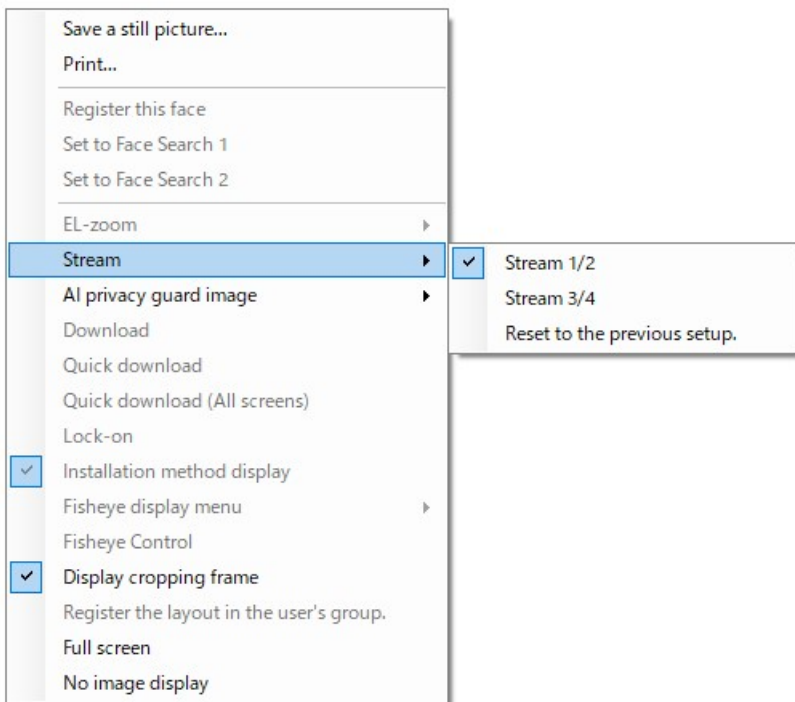 Save a still picture...
Print...
Register this face
Set to Face Search 1
Set to Face Search 2
EL-zoom
Stream
AI privacy guard image
Download
Quick download
Quick download (All screens)
Lock-on
Installation method display
Fisheye display menu
Fisheye Control
Display cropping frame
Register the layout in the user's group.
Full screen
No image display
Stream 1/2
Stream 3/4
Reset to the previous setup.